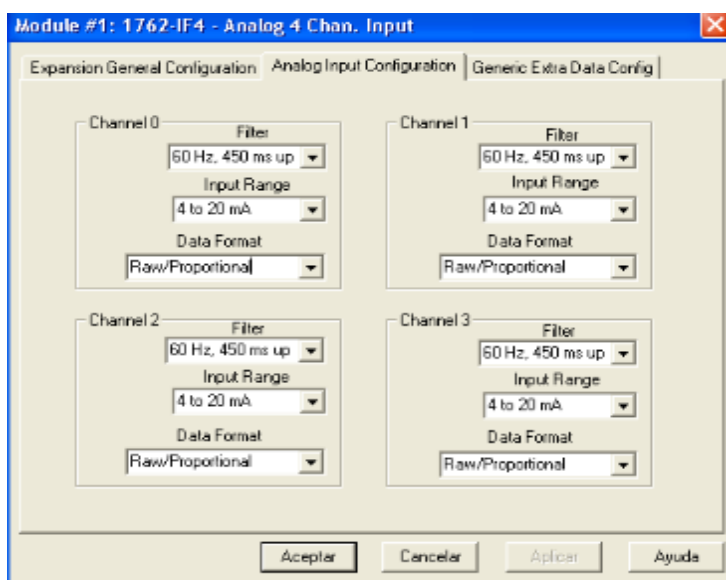 Module #1: 1762-IF4 - Analog 4 Chan. Input
Expansion General Configuration
Analog Input Configuration
Generic Extra Data Config
Channel 0
Filter
60 Hz, 450 ms up
Input Range
4 to 20 mA
Data Format
Raw/Proportional
Channel 1
Filter
60 Hz, 450 ms up
Input Range
4 to 20 mA
Data Format
Raw/Proportional
Channel 2
Filter
60 Hz, 450 ms up
Input Range
4 to 20 mA
Data Format
Raw/Proportional
Channel 3
Filter
60 Hz, 450 ms up
Input Range
4 to 20 mA
Data Format
Raw/Proportional
Aceptar
Cancelar
Aplicar
Ayuda